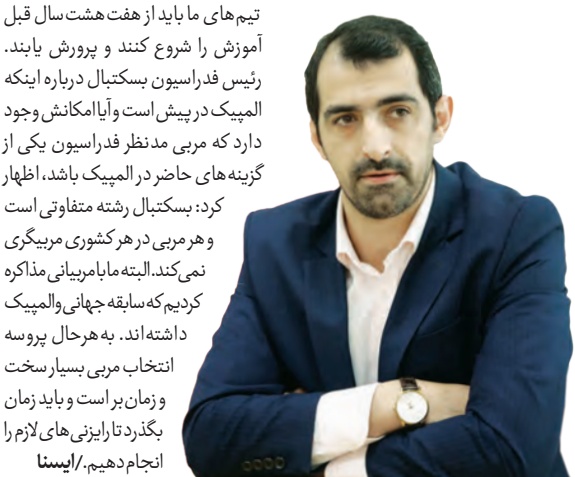 تیم‌های ما باید از هفت هشت سال قبل
آموزش را شروع کنند و پرورش یابند.
رئیس فدراسیون بسکتبال درباره اینکه
المپیک در پیش است و آیا امکانش وجود
دارد که مربی مدنظر فدراسیون یکی از
گزینه‌های حاضر در المپیک باشد، اظهار
کرد: بسکتبال رشته متفاوتی است
و هر مربی در هر کشوری مربیگری
نمی‌کند. البته ما با مربیانی مذاکره
کردیم که سابقه جهانی و المپیک
داشته‌اند. به هر حال پروسه
انتخاب مربی بسیار سخت
و زمان‌بر است و باید زمان
بگذرد تا رایزنی‌های لازم را
انجام دهیم./ایسنا